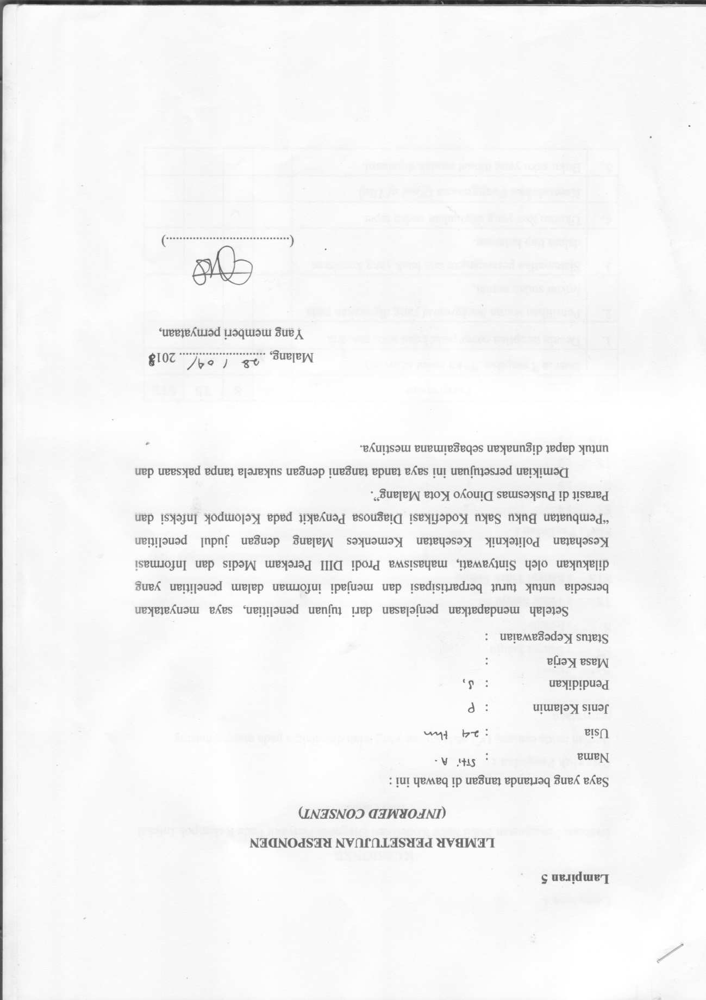 Lampiran 5
LEMBAR PERSETUJUAN RESPONDEN
(INFORMED CONSENT)
Saya yang bertanda tangan di bawah ini :
Nama : Siti A.
Usia : 24 thn
Jenis Kelamin : P
Pendidikan : S1
Masa Kerja :
Status Kepegawaian :
Setelah mendapatkan penjelasan dari tujuan penelitian, saya menyatakan
bersedia untuk turut berpartisipasi dan menjadi informan dalam penelitian yang
dilakukan oleh Sintyawati, mahasiswa Prodi DIII Perekam Medis dan Informasi
Kesehatan Politeknik Kesehatan Kemenkes Malang dengan judul penelitian
“Pembuatan Buku Saku Kodefikasi Diagnosa Penyakit pada Kelompok Infeksi dan
Parasit di Puskesmas Dinoyo Kota Malang”.
Demikian persetujuan ini saya tanda tangani dengan sukarela tanpa paksaan dan
untuk dapat digunakan sebagaimana mestinya.
Malang, 28 / 04 / 2018
Yang memberi pernyataan,
(.....................................)